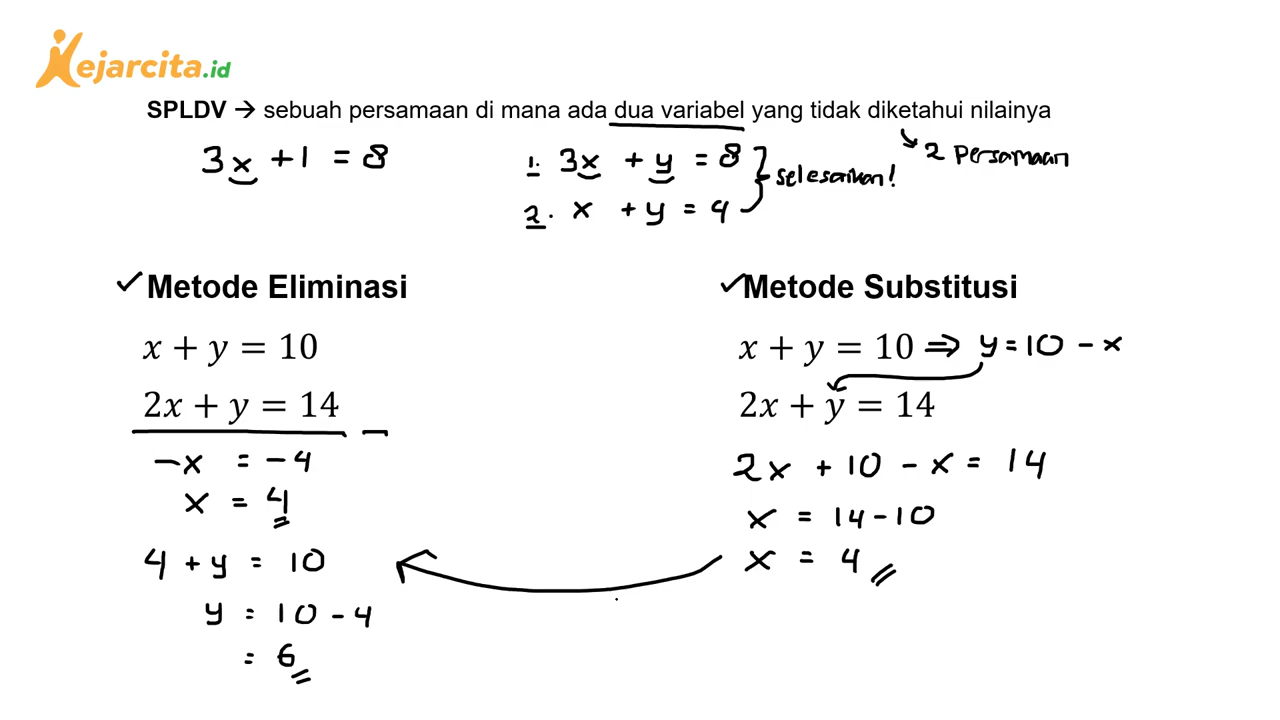 Kejarcita.id
SPLDV → sebuah persamaan di mana ada dua variabel yang tidak diketahui nilainya
3x + 1 = 8
1. 3x + y = 8
2. x + y = 4
selesaikan!
2 Persamaan
Metode Eliminasi
x + y = 10
2x + y = 14
−
−x = −4
x = 4
4 + y = 10
y = 10 − 4
= 6
Metode Substitusi
x + y = 10 ⇒ y = 10 − x
2x + y = 14
2x + 10 − x = 14
x = 14 − 10
x = 4